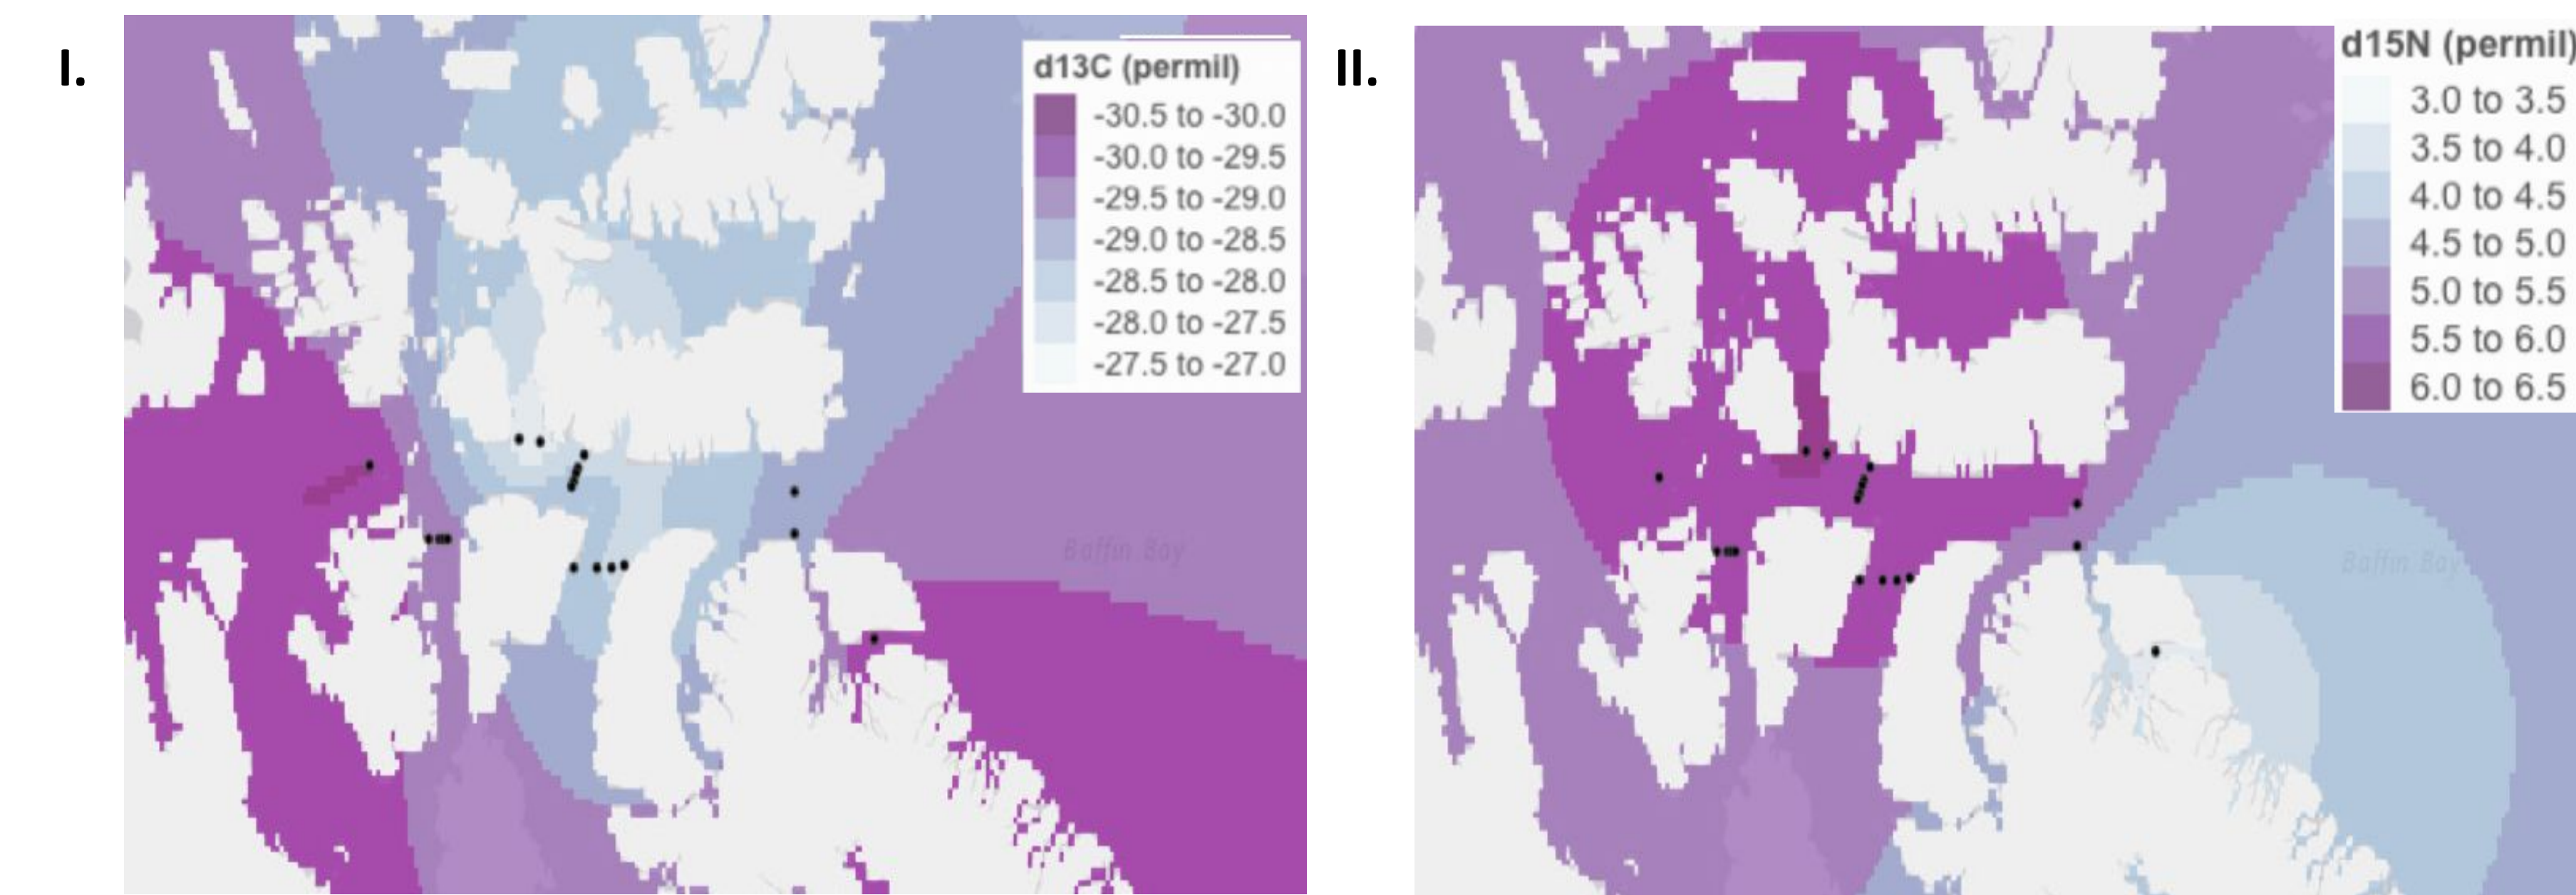 I.
d13C (permil)
-30.5 to -30.0
-30.0 to -29.5
-29.5 to -29.0
-29.0 to -28.5
-28.5 to -28.0
-28.0 to -27.5
-27.5 to -27.0
Baffin Bay
II.
d15N (permil)
3.0 to 3.5
3.5 to 4.0
4.0 to 4.5
4.5 to 5.0
5.0 to 5.5
5.5 to 6.0
6.0 to 6.5
Baffin Bay